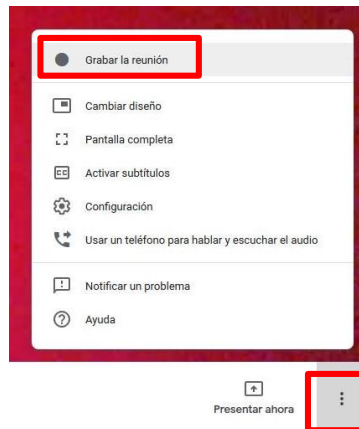 Grabar la reunión
Cambiar diseño
Pantalla completa
Activar subtítulos
Configuración
Usar un teléfono para hablar y escuchar el audio
Notificar un problema
Ayuda
Presentar ahora